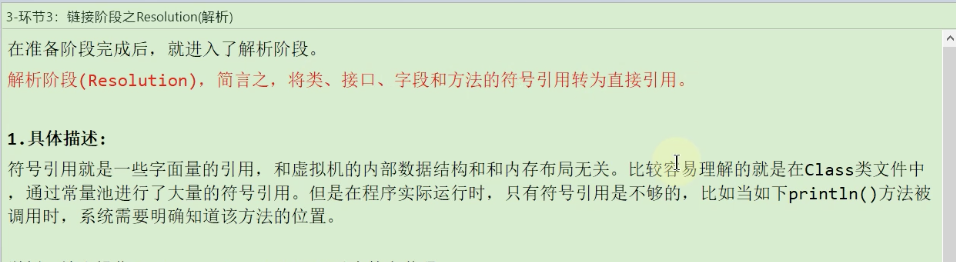 3-环节3：链接阶段之Resolution(解析)
在准备阶段完成后，就进入了解析阶段。
解析阶段(Resolution)，简言之，将类、接口、字段和方法的符号引用转为直接引用。
1.具体描述：
符号引用就是一些字面量的引用，和虚拟机的内部数据结构和和内存布局无关。比较容易理解的就是在Class类文件中
，通过常量池进行了大量的符号引用。但是在程序实际运行时，只有符号引用是不够的，比如当如下println()方法被
调用时，系统需要明确知道该方法的位置。